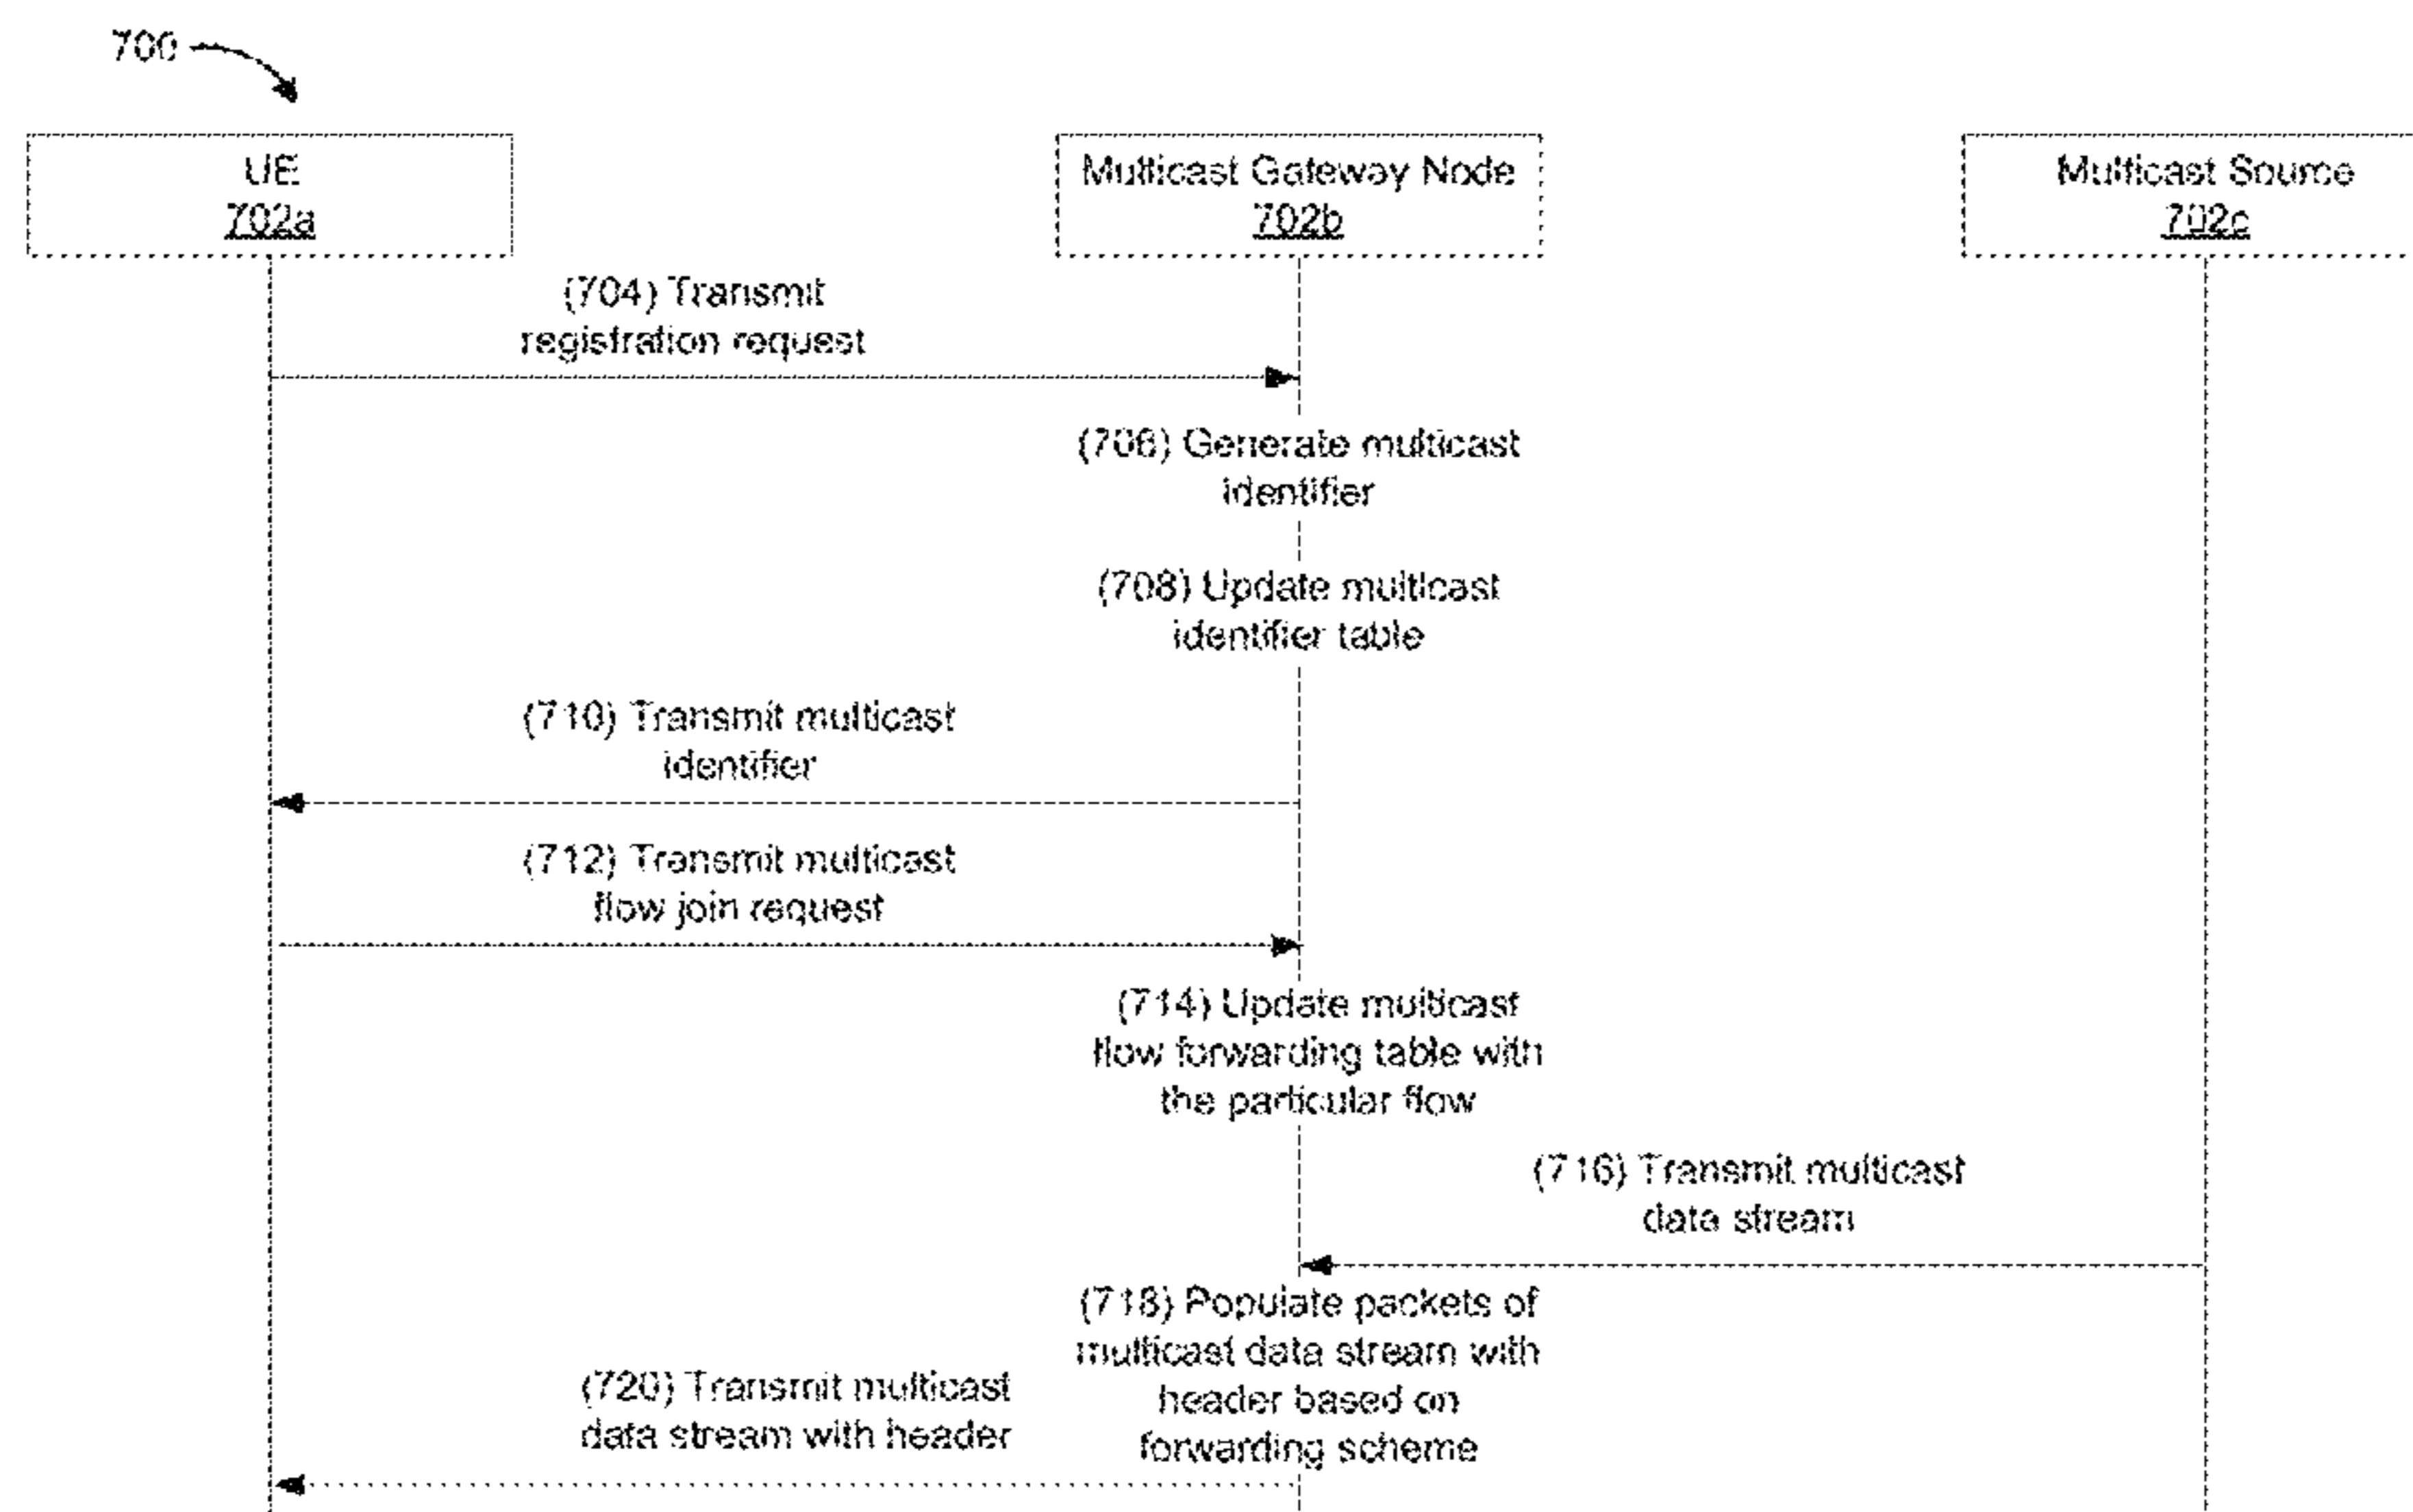 700
UE
702a
Multicast Gateway Node
702b
Multicast Source
702c
(704) Transmit
registration request
(706) Generate multicast
identifier
(708) Update multicast
identifier table
(710) Transmit multicast
identifier
(712) Transmit multicast
flow join request
(714) Update multicast
flow forwarding table with
the particular flow
(716) Transmit multicast
data stream
(718) Populate packets of
multicast data stream with
header based on
forwarding scheme
(720) Transmit multicast
data stream with header